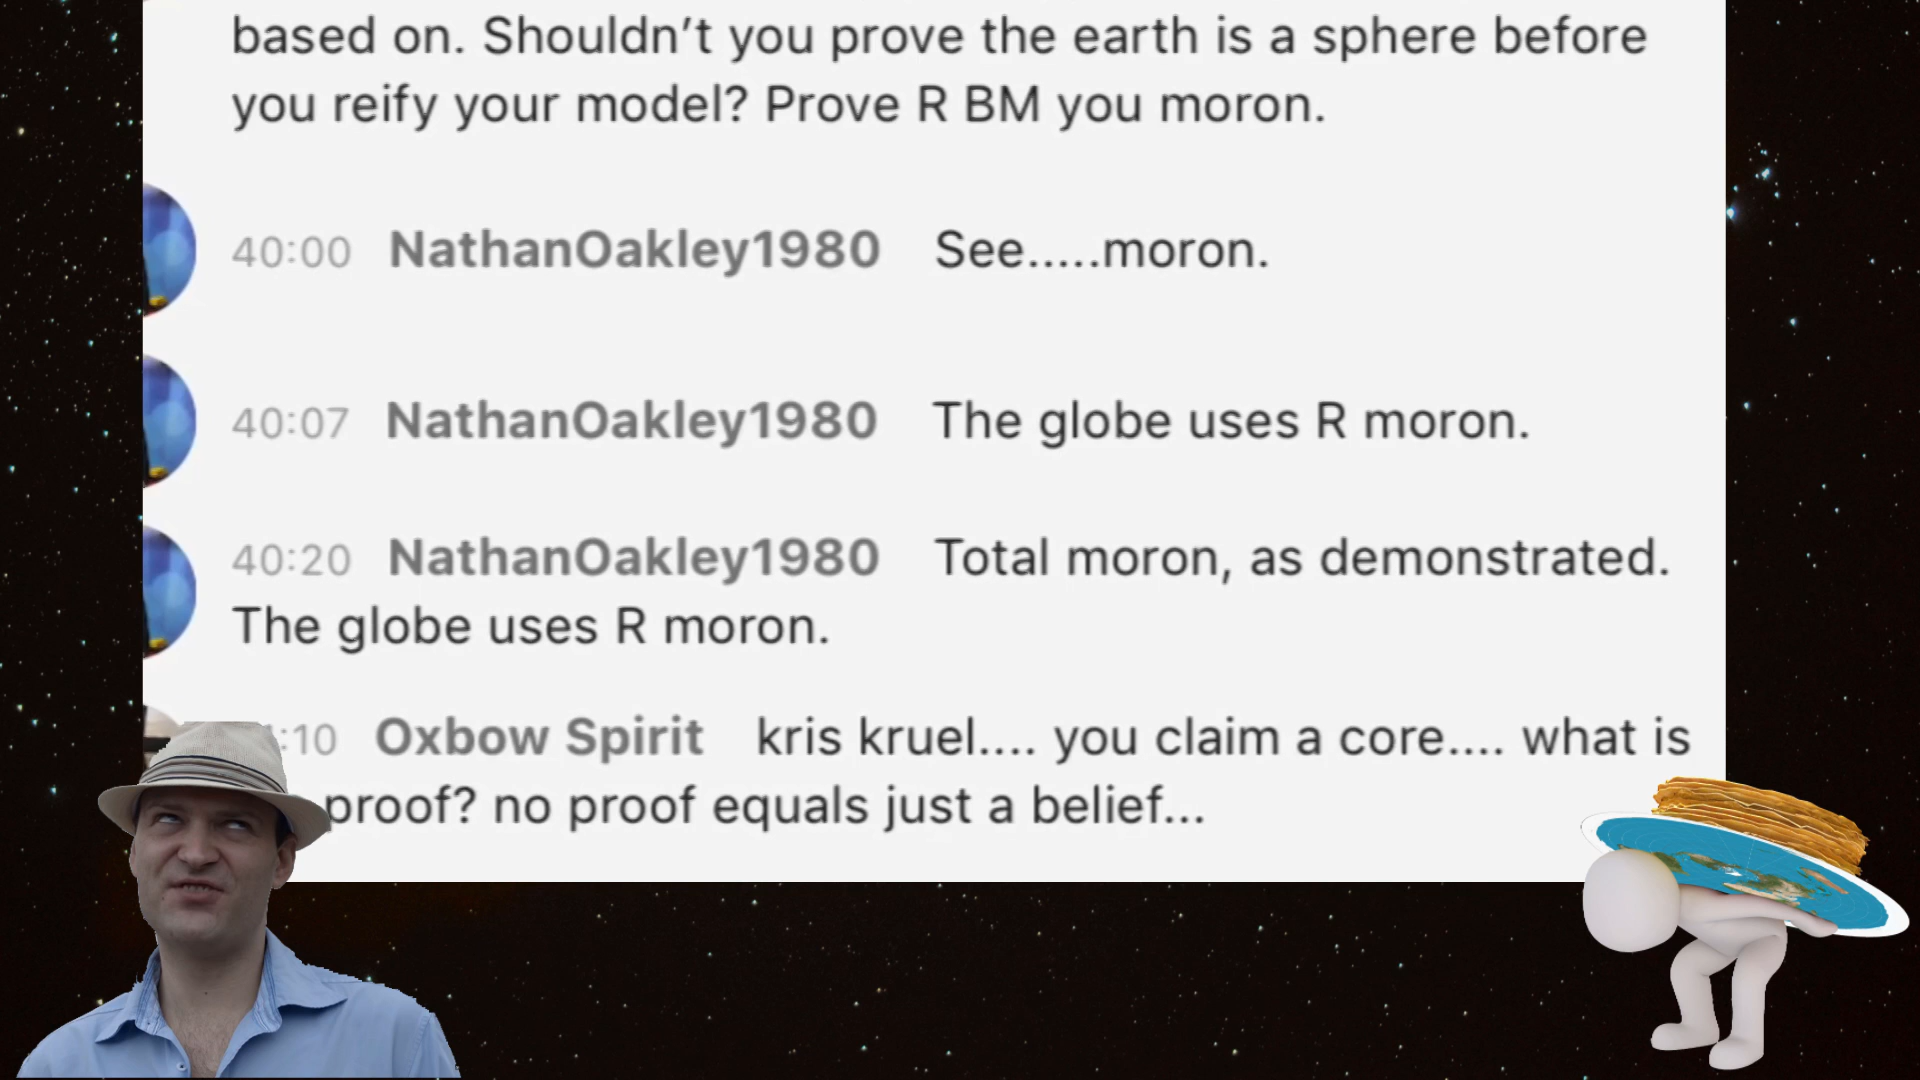 based on. Shouldn’t you prove the earth is a sphere before
you reify your model? Prove R BM you moron.
40:00 NathanOakley1980 See.....moron.
40:07 NathanOakley1980 The globe uses R moron.
40:20 NathanOakley1980 Total moron, as demonstrated.
The globe uses R moron.
:10 Oxbow Spirit kris kruel.... you claim a core.... what is
proof? no proof equals just a belief...